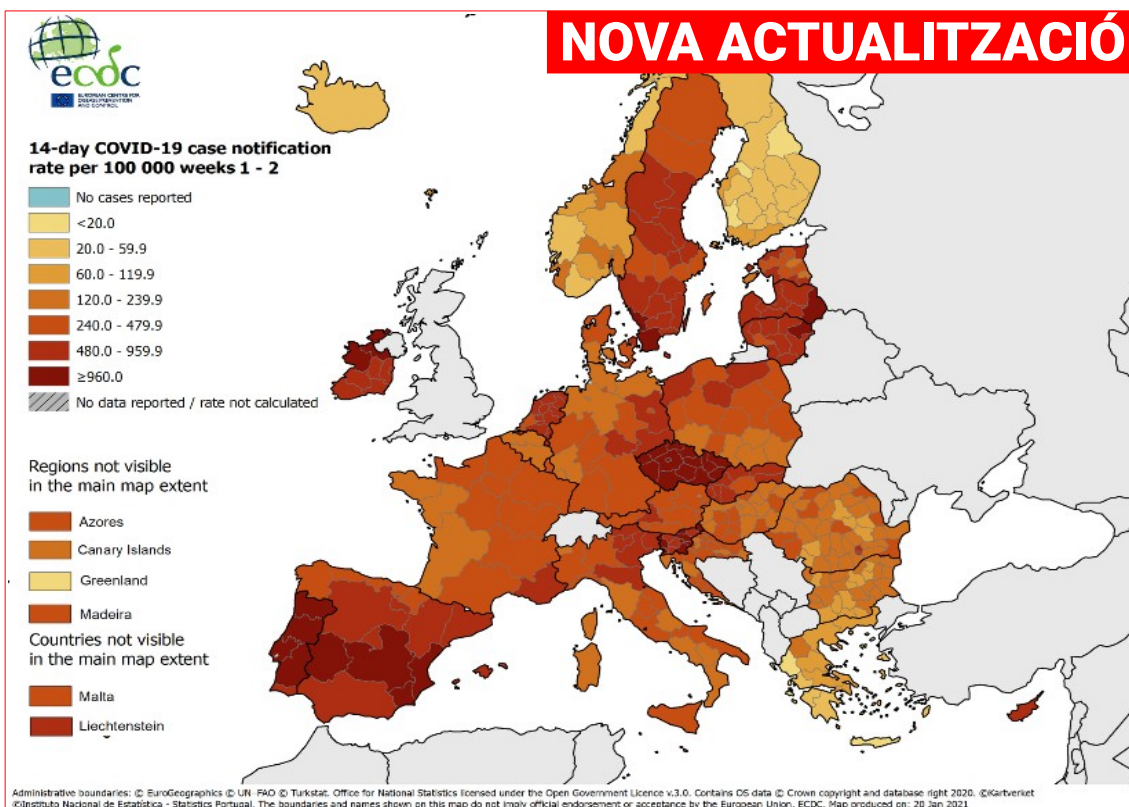 NOVA ACTUALITZACIÓ
ecdc
EUROPEAN CENTRE FOR
DISEASE PREVENTION
AND CONTROL
14-day COVID-19 case notification
rate per 100 000 weeks 1 - 2
No cases reported
<20.0
20.0 - 59.9
60.0 - 119.9
120.0 - 239.9
240.0 - 479.9
480.0 - 959.9
≥960.0
No data reported / rate not calculated
Regions not visible
in the main map extent
Azores
Canary Islands
Greenland
Madeira
Countries not visible
in the main map extent
Malta
Liechtenstein
Administrative boundaries: © EuroGeographics © UN-FAO © Turkstat. Office for National Statistics licensed under the Open Government Licence v.3.0. Contains OS data © Crown copyright and database right 2020. ©Kartverket
©Instituto Nacional de Estatística - Statistics Portugal. The boundaries and names shown on this map do not imply official endorsement or acceptance by the European Union. ECDC. Map produced on: 20 Jan 2021